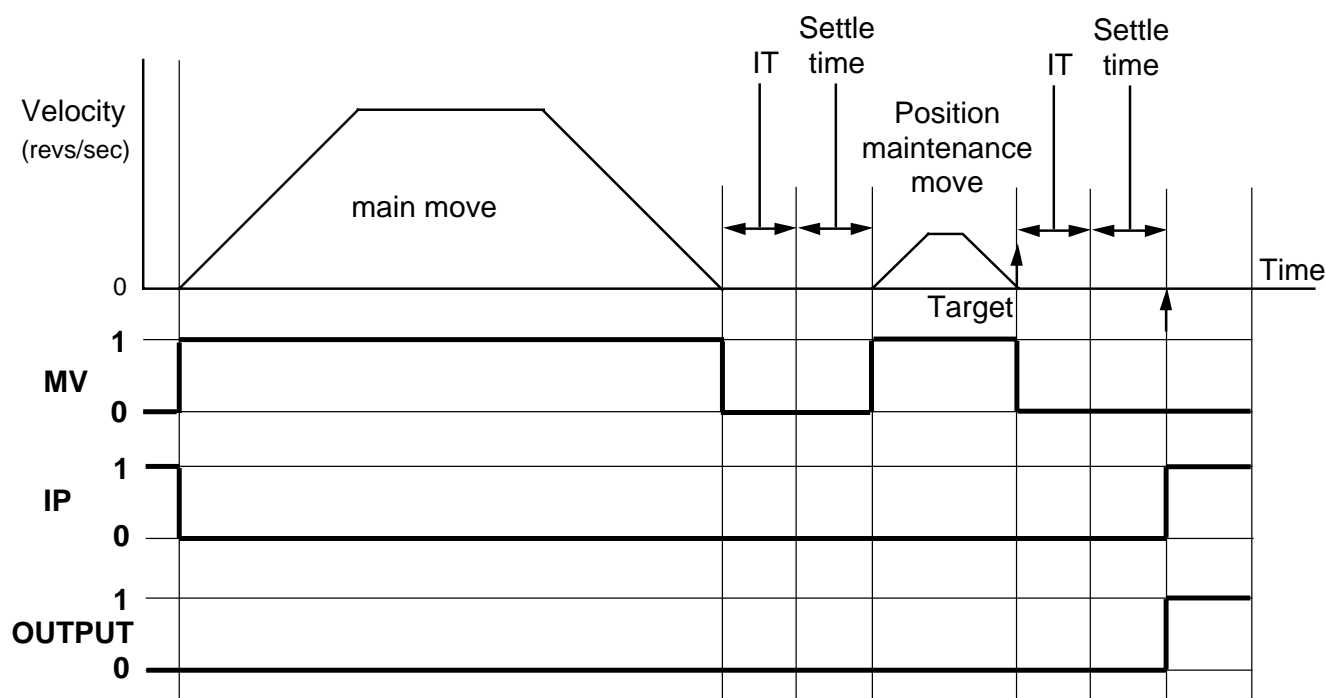 Settle
time
IT
Settle
time
IT
Velocity
(revs/sec)
Position
maintenance
move
main move
0
Time
Target
1
MV
0
1
IP
0
1
OUTPUT
0